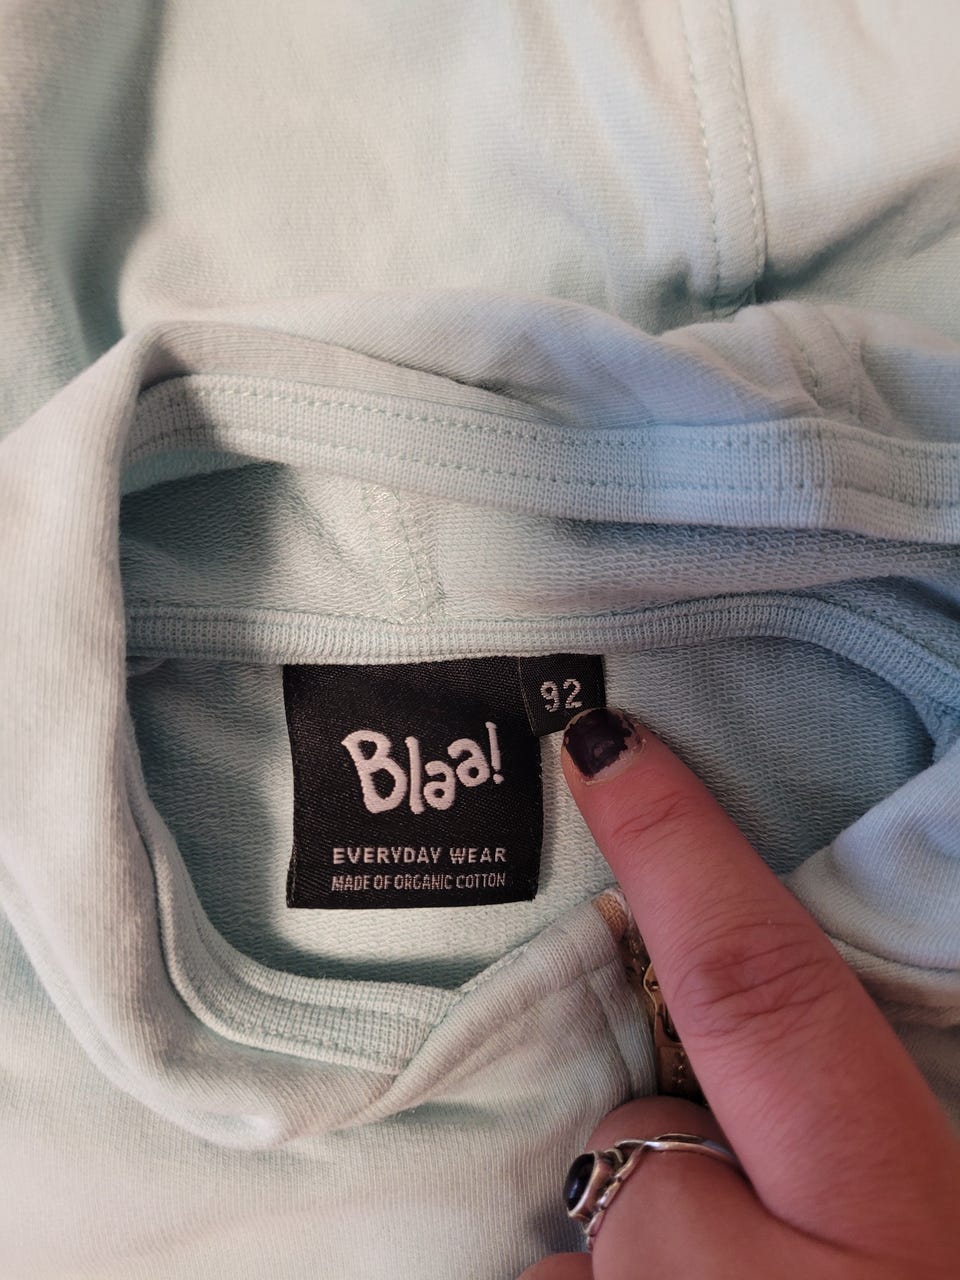 92
Blaa!
EVERYDAY WEAR
MADE OF ORGANIC COTTON